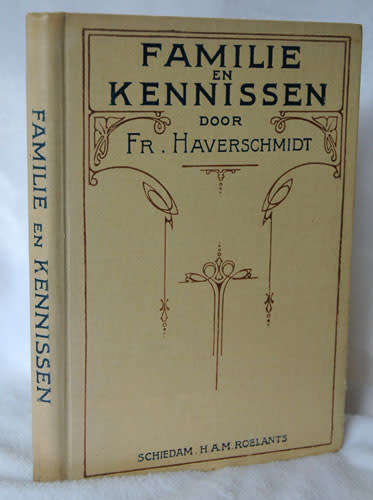 FAMILIE
EN
KENNISSEN
DOOR
FR. HAVERSCHMIDT
SCHIEDAM. H.A.M. ROELANTS
FAMILIE EN KENNISSEN